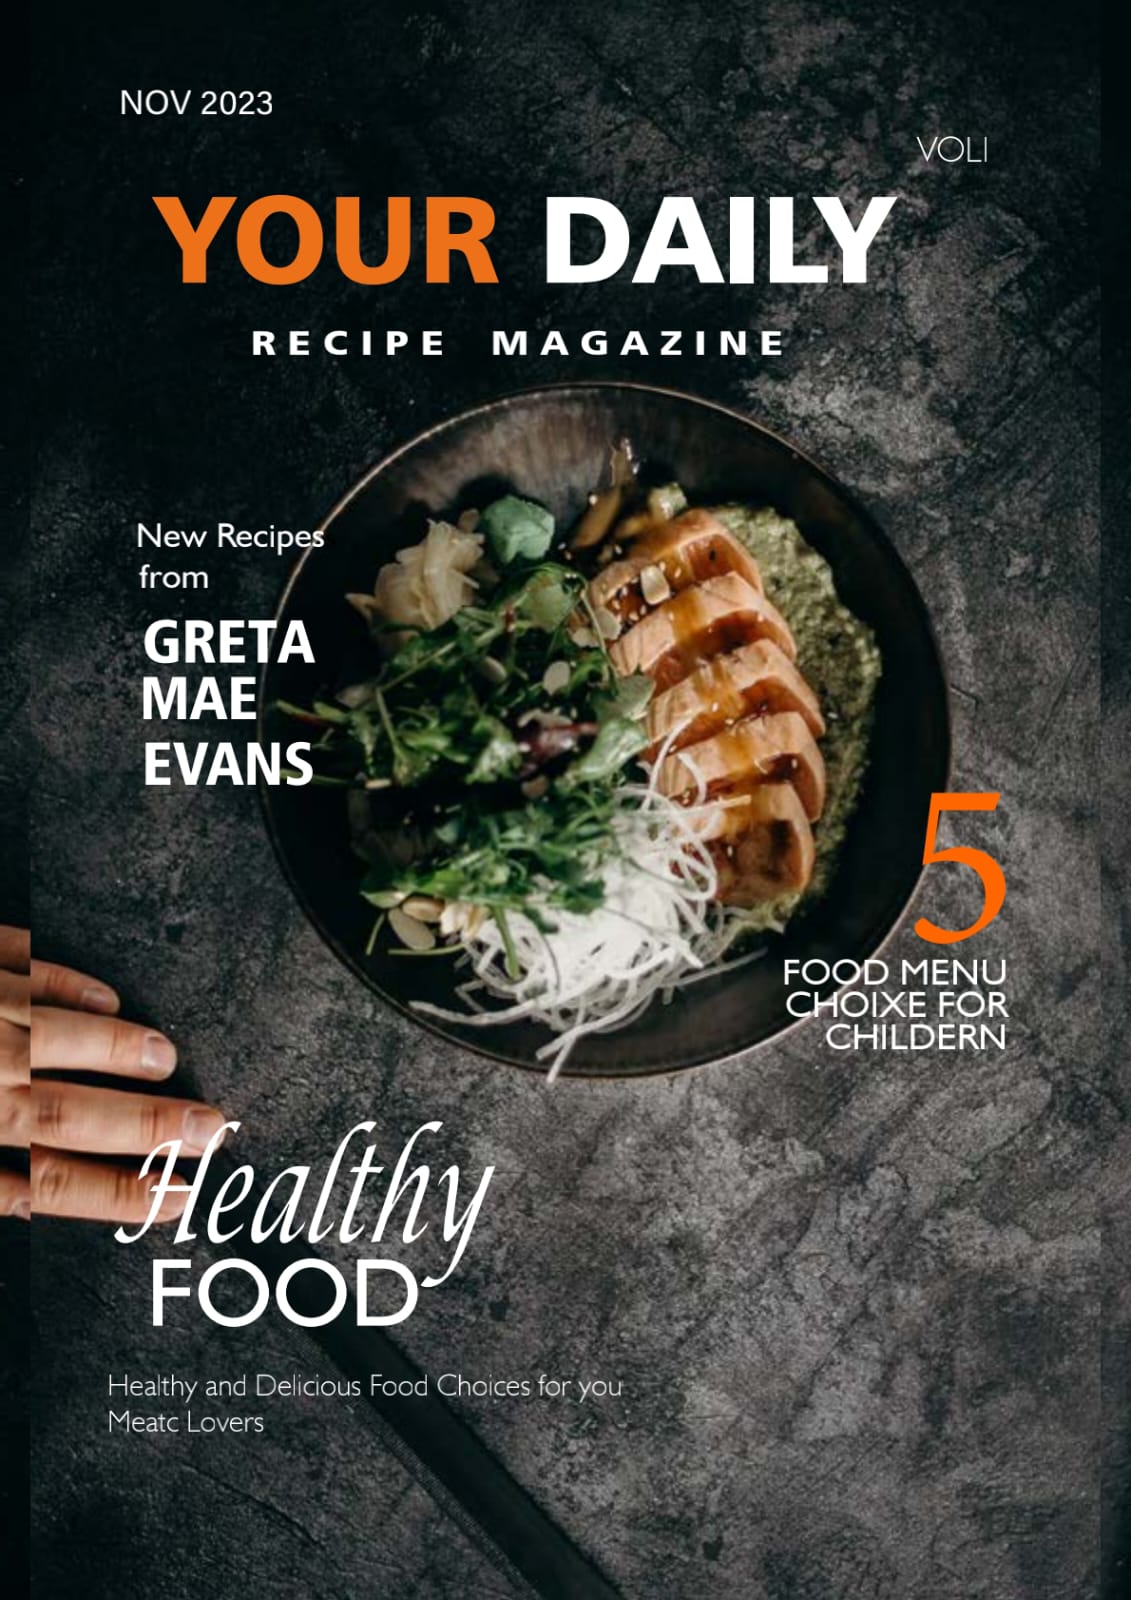 NOV 2023
VOLI
YOUR DAILY
RECIPE MAGAZINE
New Recipes
from
GRETA
MAE
EVANS
5
FOOD MENU
CHOIXE FOR
CHILDERN
Healthy
FOOD
Healthy and Delicious Food Choices for you
Meatc Lovers